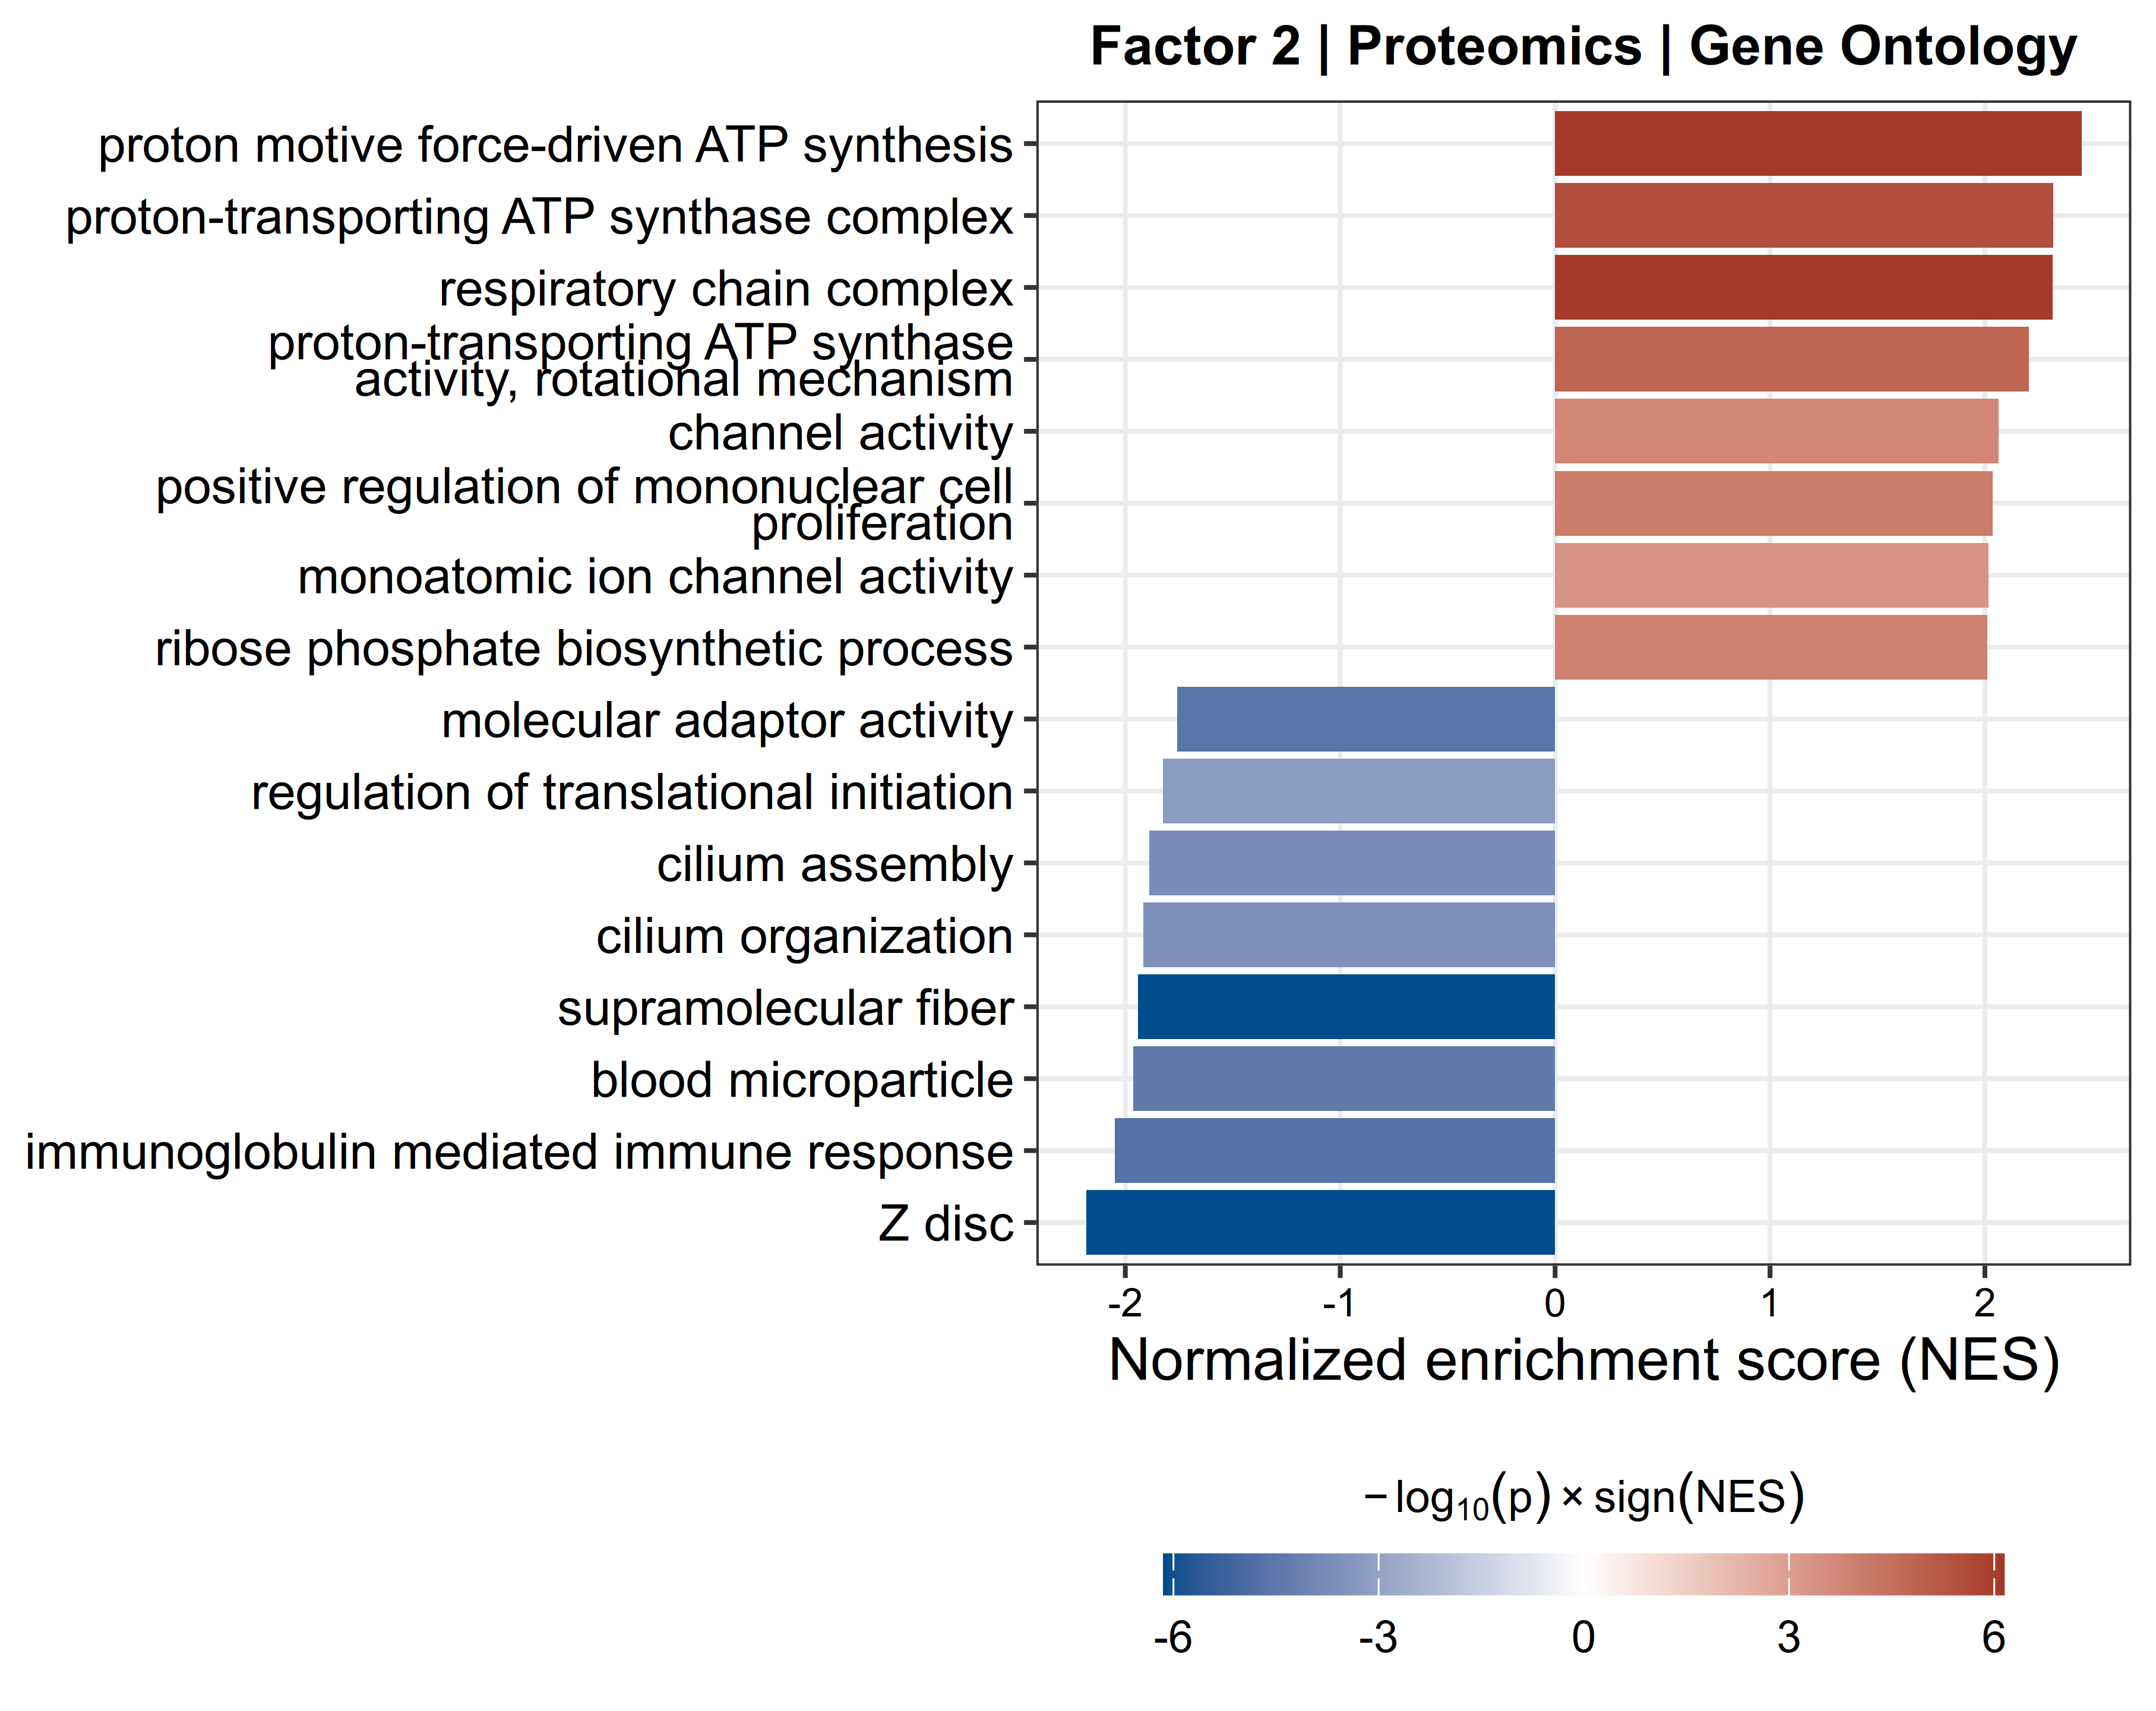 Factor 2 | Proteomics | Gene Ontology
proton motive force-driven ATP synthesis
proton-transporting ATP synthase complex
respiratory chain complex
proton-transporting ATP synthase
activity, rotational mechanism
channel activity
positive regulation of mononuclear cell
proliferation
monoatomic ion channel activity
ribose phosphate biosynthetic process
molecular adaptor activity
regulation of translational initiation
cilium assembly
cilium organization
supramolecular fiber
blood microparticle
immunoglobulin mediated immune response
Z disc
-2 -1 0 1 2
Normalized enrichment score (NES)
−log₁₀(p) × sign(NES)
-6 -3 0 3 6